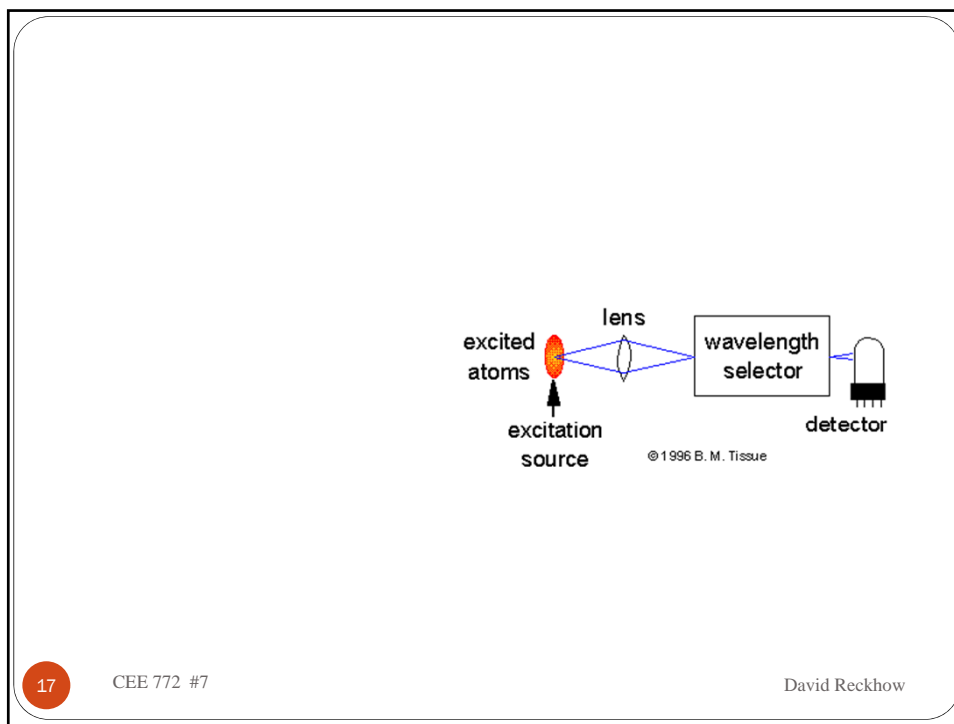 lens
excited
atoms
wavelength
selector
detector
excitation
source
© 1996 B. M. Tissue
17
CEE 772 #7
David Reckhow